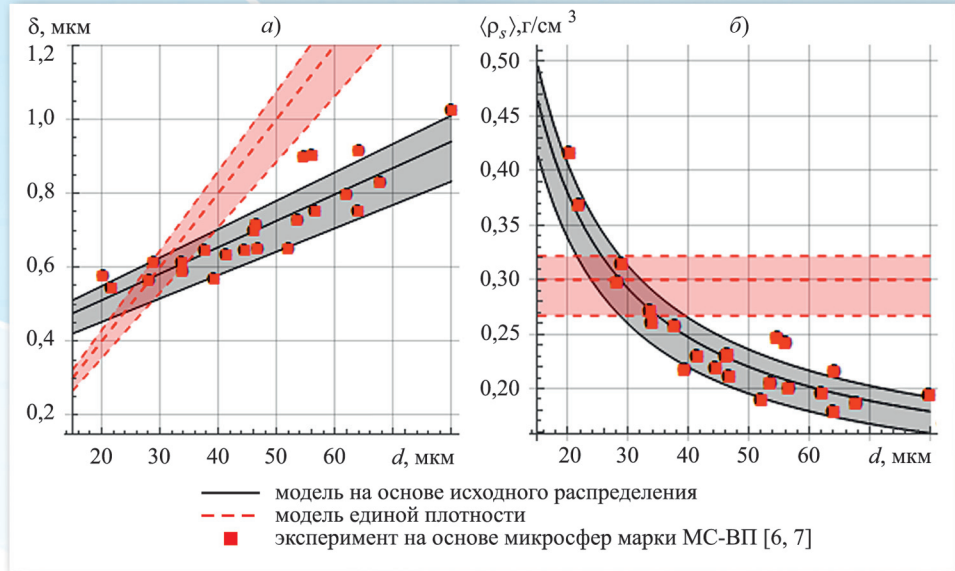 δ, мкм
а)
1,2
1,0
0,8
0,6
0,4
0,2
20
30
40
50
60
d, мкм
⟨ρs⟩,г/см 3
б)
0,50
0,45
0,40
0,35
0,30
0,25
0,20
20
30
40
50
60
d, мкм
модель на основе исходного распределения
модель единой плотности
эксперимент на основе микросфер марки МС-ВП [6, 7]